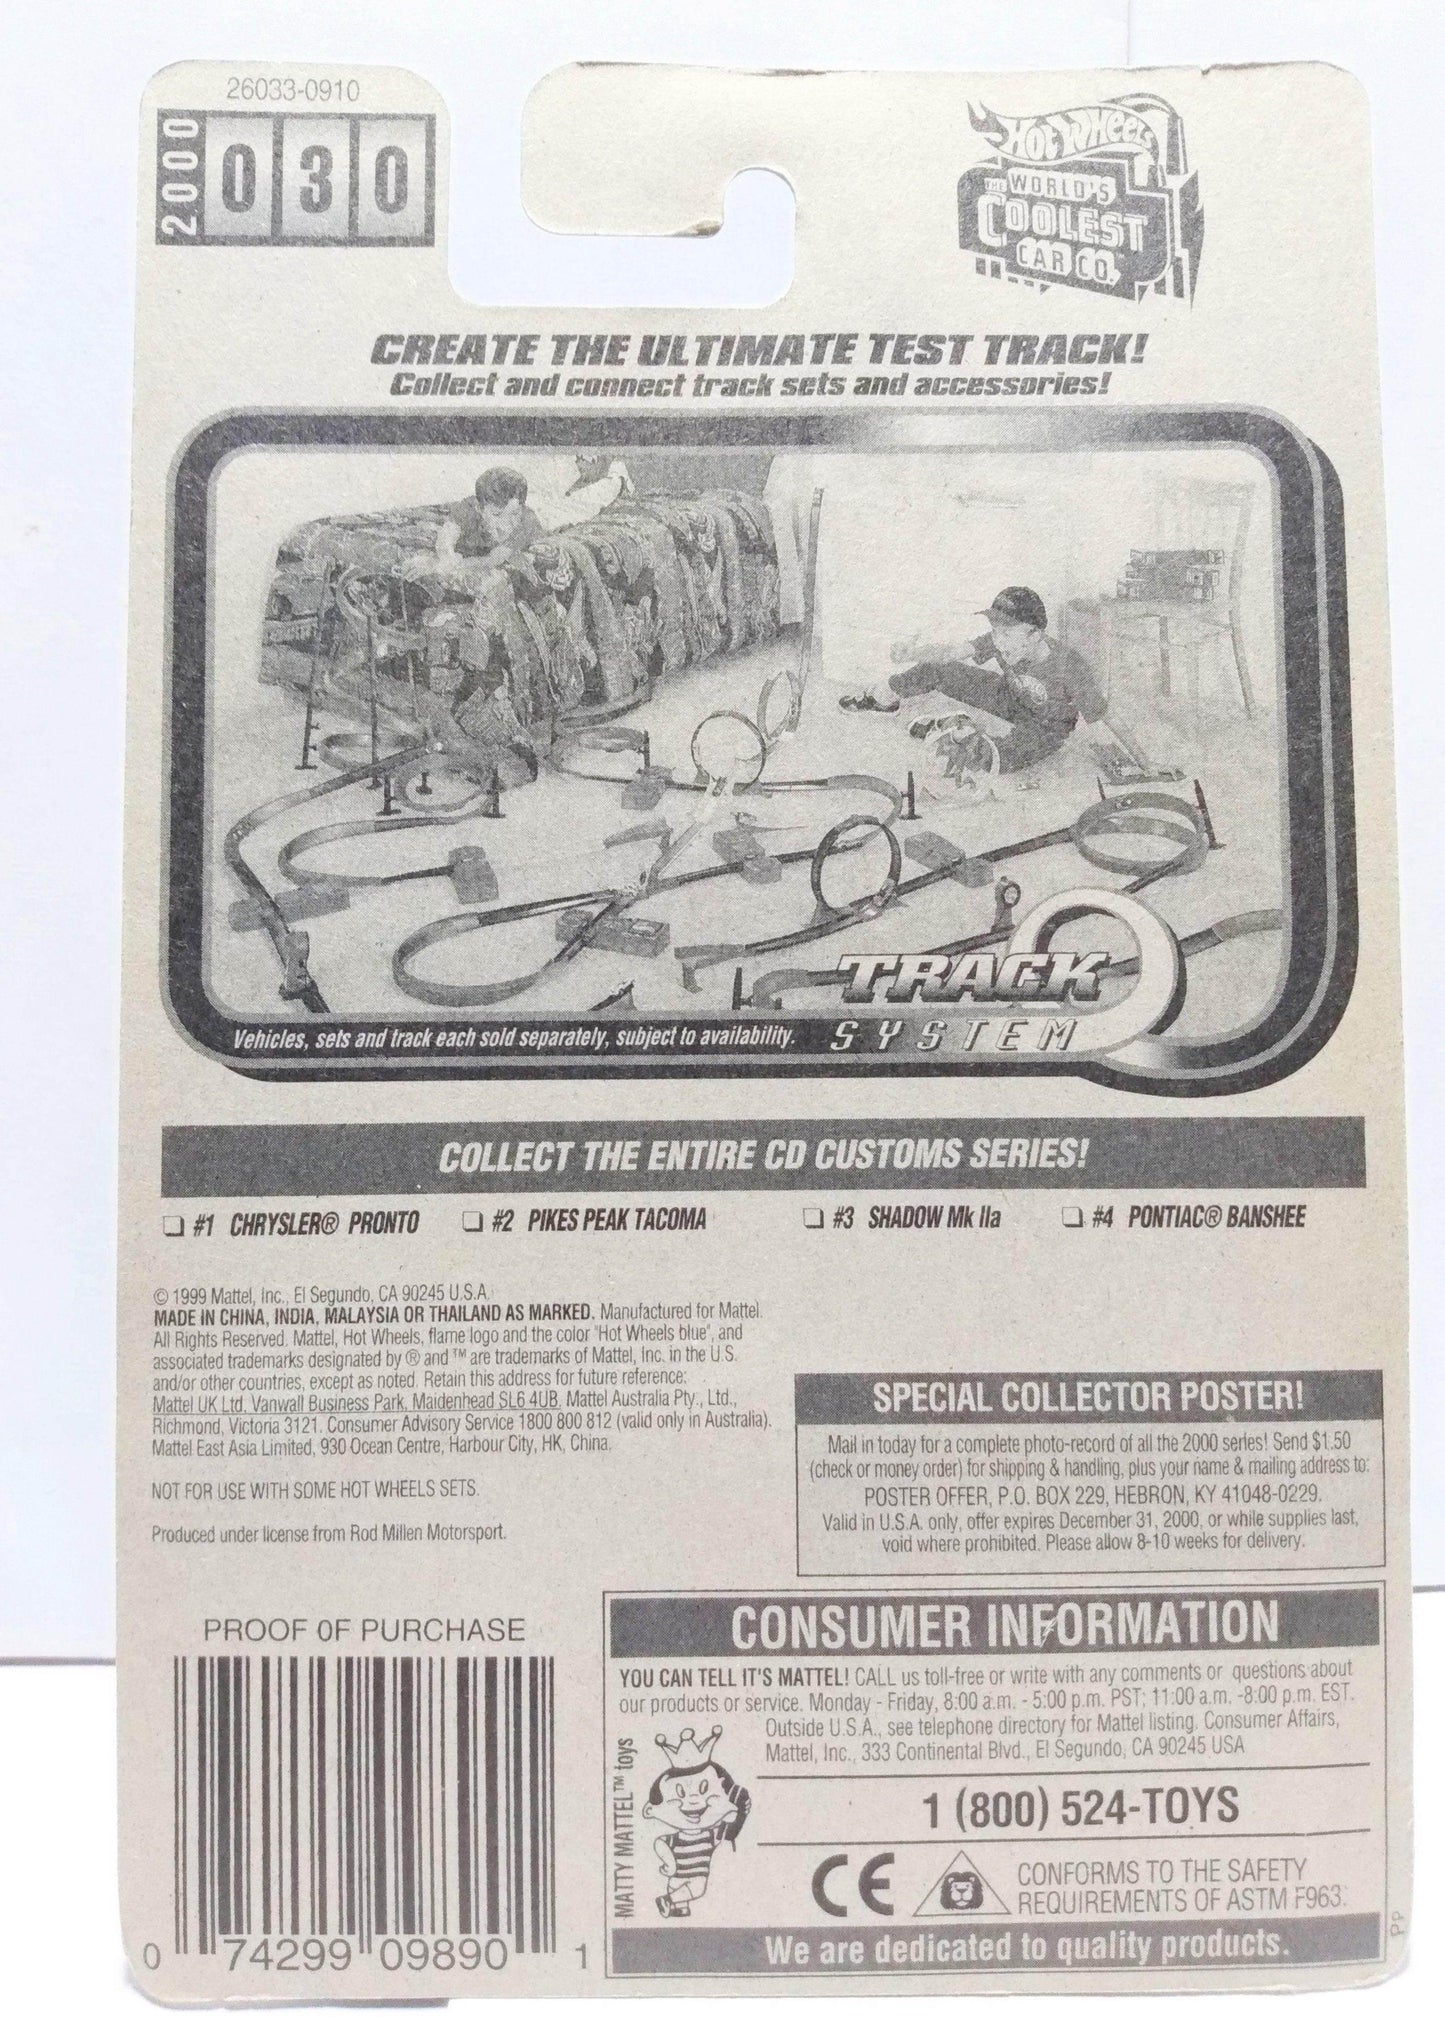 26033-0910
2000
030
HOT WHEELS
THE WORLD'S
COOLEST
CAR CO.™
CREATE THE ULTIMATE TEST TRACK!
Collect and connect track sets and accessories!
TRACK
SYSTEM
Vehicles, sets and track each sold separately, subject to availability.
COLLECT THE ENTIRE CD CUSTOMS SERIES!
❏ #1 CHRYSLER® PRONTO ❏ #2 PIKES PEAK TACOMA ❏ #3 SHADOW Mk IIa ❏ #4 PONTIAC® BANSHEE
© 1999 Mattel, Inc., El Segundo, CA 90245 U.S.A.
MADE IN CHINA, INDIA, MALAYSIA OR THAILAND AS MARKED. Manufactured for Mattel.
All Rights Reserved. Mattel, Hot Wheels, flame logo and the color "Hot Wheels blue", and
associated trademarks designated by ® and ™ are trademarks of Mattel, Inc. in the U.S.
and/or other countries, except as noted. Retain this address for future reference:
Mattel UK Ltd, Vanwall Business Park, Maidenhead SL6 4UB. Mattel Australia Pty., Ltd.,
Richmond, Victoria 3121. Consumer Advisory Service 1800 800 812 (valid only in Australia).
Mattel East Asia Limited, 930 Ocean Centre, Harbour City, HK, China.
NOT FOR USE WITH SOME HOT WHEELS SETS.
Produced under license from Rod Millen Motorsport.
SPECIAL COLLECTOR POSTER!
Mail in today for a complete photo-record of all the 2000 series! Send $1.50
(check or money order) for shipping & handling, plus your name & mailing address to:
POSTER OFFER, P.O. BOX 229, HEBRON, KY 41048-0229.
Valid in U.S.A. only, offer expires December 31, 2000, or while supplies last,
void where prohibited. Please allow 8-10 weeks for delivery.
PROOF OF PURCHASE
0 74299 09890 1
CONSUMER INFORMATION
YOU CAN TELL IT'S MATTEL! CALL us toll-free or write with any comments or questions about
our products or service. Monday - Friday, 8:00 a.m. - 5:00 p.m. PST; 11:00 a.m. -8:00 p.m. EST.
Outside U.S.A., see telephone directory for Mattel listing. Consumer Affairs,
Mattel, Inc., 333 Continental Blvd., El Segundo, CA 90245 USA
MATTY MATTEL™ toys
1 (800) 524-TOYS
CE
CONFORMS TO THE SAFETY
REQUIREMENTS OF ASTM F963.
We are dedicated to quality products.
PP